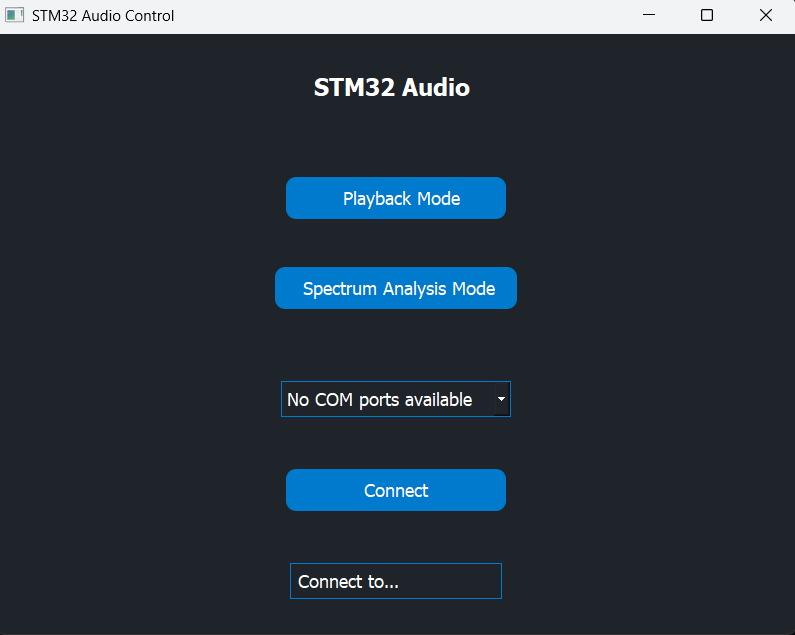 STM32 Audio Control
STM32 Audio
Playback Mode
Spectrum Analysis Mode
No COM ports available
Connect
Connect to...